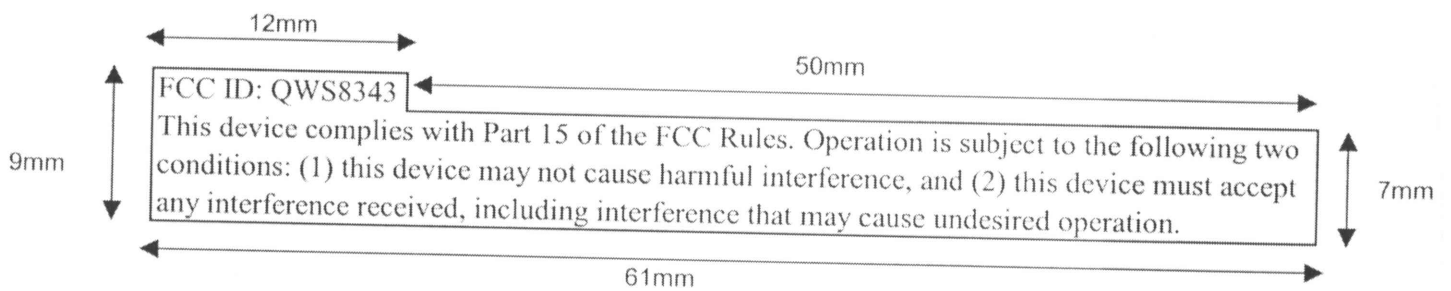 12mm
50mm
FCC ID: QWS8343
This device complies with Part 15 of the FCC Rules. Operation is subject to the following two
conditions: (1) this device may not cause harmful interference, and (2) this device must accept
any interference received, including interference that may cause undesired operation.
9mm
7mm
61mm